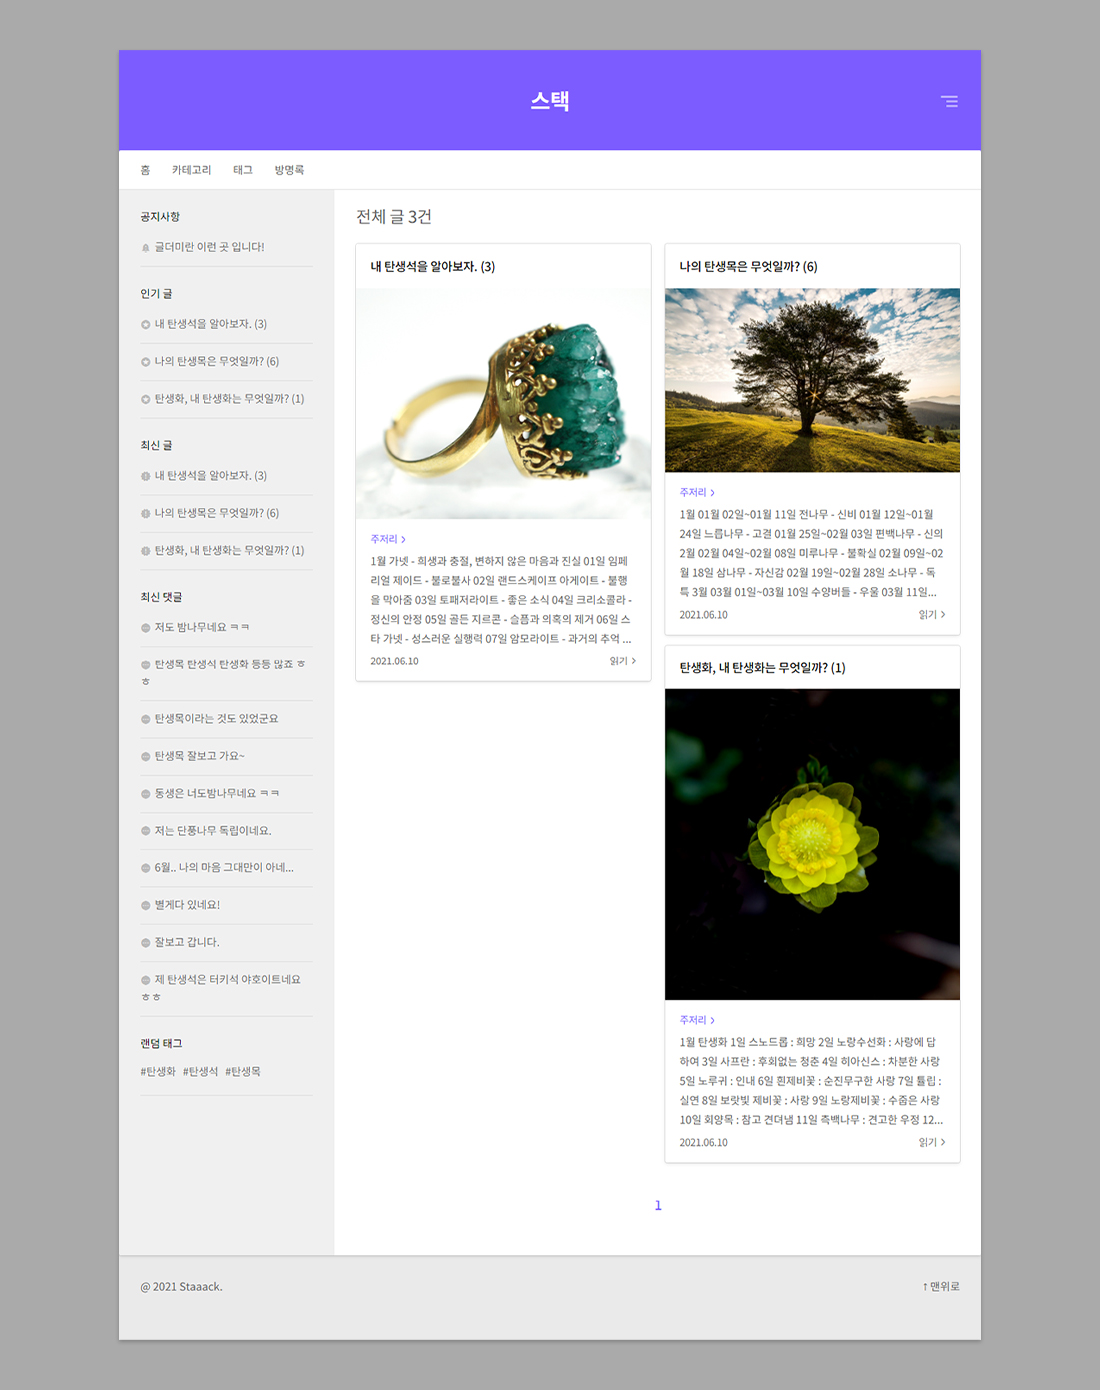 스택
홈 카테고리 태그 방명록
공지사항
글더미란 이런 곳 입니다!
인기 글
내 탄생석을 알아보자. (3)
나의 탄생목은 무엇일까? (6)
탄생화, 내 탄생화는 무엇일까? (1)
최신 글
내 탄생석을 알아보자. (3)
나의 탄생목은 무엇일까? (6)
탄생화, 내 탄생화는 무엇일까? (1)
최신 댓글
저도 밤나무네요 ㅋㅋ
탄생목 탄생석 탄생화 등등 많죠 ㅎ
ㅎ
탄생목이라는 것도 있었군요
탄생목 잘보고 가요~
동생은 너도밤나무네요 ㅋㅋ
저는 단풍나무 독립이네요.
6월.. 나의 마음 그대만이 아네...
별게다 있네요!
잘보고 갑니다.
제 탄생석은 터키석 야호이트네요
ㅎㅎ
랜덤 태그
#탄생화 #탄생석 #탄생목
전체 글 3건
내 탄생석을 알아보자. (3)
주저리
1월 가넷 - 희생과 충절, 변하지 않은 마음과 진실 01일 임페
리얼 제이드 - 불로불사 02일 랜드스케이프 아게이트 - 불행
을 막아줌 03일 토패저라이트 - 좋은 소식 04일 크리소콜라 -
정신의 안정 05일 골든 지르콘 - 슬픔과 의혹의 제거 06일 스
타 가넷 - 성스러운 실행력 07일 암모라이트 - 과거의 추억 ...
2021.06.10 읽기
나의 탄생목은 무엇일까? (6)
주저리
1월 01월 02일~01월 11일 전나무 - 신비 01월 12일~01월
24일 느릅나무 - 고결 01월 25일~02월 03일 편백나무 - 신의
2월 02월 04일~02월 08일 미루나무 - 불확실 02월 09일~02
월 18일 삼나무 - 자신감 02월 19일~02월 28일 소나무 - 독
특 3월 03월 01일~03월 10일 수양버들 - 우울 03월 11일...
2021.06.10 읽기
탄생화, 내 탄생화는 무엇일까? (1)
주저리
1월 탄생화 1일 스노드롭 : 희망 2일 노랑수선화 : 사랑에 답
하여 3일 사프란 : 후회없는 청춘 4일 히아신스 : 차분한 사랑
5일 노루귀 : 인내 6일 흰제비꽃 : 순진무구한 사랑 7일 튤립 :
실연 8일 보랏빛 제비꽃 : 사랑 9일 노랑제비꽃 : 수줍은 사랑
10일 회양목 : 참고 견뎌냄 11일 측백나무 : 견고한 우정 12...
2021.06.10 읽기
1
@ 2021 Staaack.
↑ 맨위로